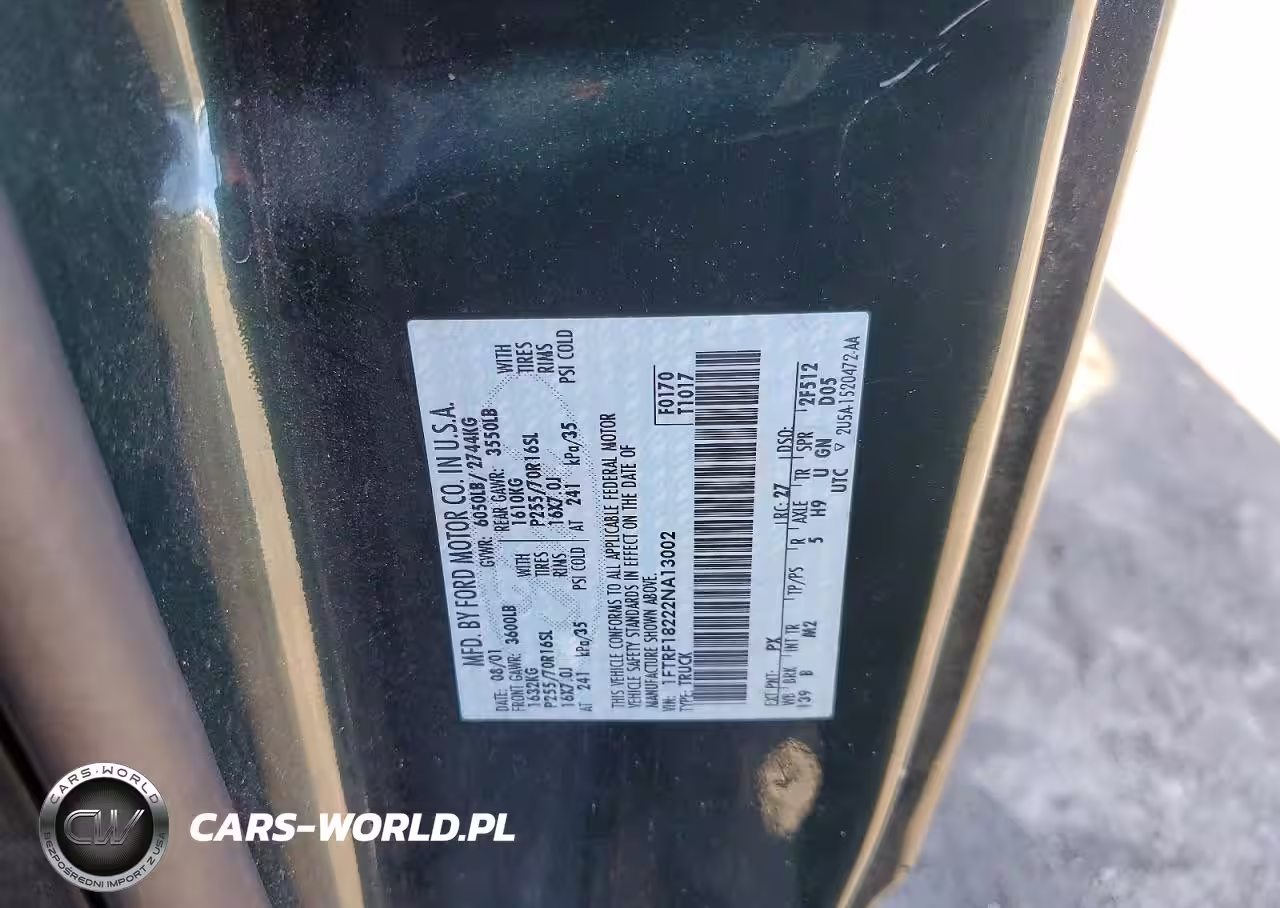 MFD. BY FORD MOTOR CO. IN U.S.A.
DATE: 08/01 GVWR: 6050LB/ 2744KG
FRONT GAWR: 3600LB REAR GAWR: 3550LB
1632KG WITH 1610KG WITH
P255/70R16SL TIRES P255/70R16SL TIRES
16X7.0J RIMS 16X7.0J RIMS
AT 241 kPa/35 PSI COLD AT 241 kPa/35 PSI COLD
THIS VEHICLE CONFORMS TO ALL APPLICABLE FEDERAL MOTOR
VEHICLE SAFETY STANDARDS IN EFFECT ON THE DATE OF
MANUFACTURE SHOWN ABOVE.
VIN: 1FTRF18222NA13002
TYPE: TRUCK
F0170
T1017
EXT PNT: PX RC: 27 DSO: 2F512
WB BRK INT TR TP/PS R AXLE TR SPR D05
139 B M2 5 H9 U GN
UTC ▽ 2U5A-1520472-AA
CARS-WORLD
CW
BEZPOŚREDNI IMPORT Z USA
CARS-WORLD.PL